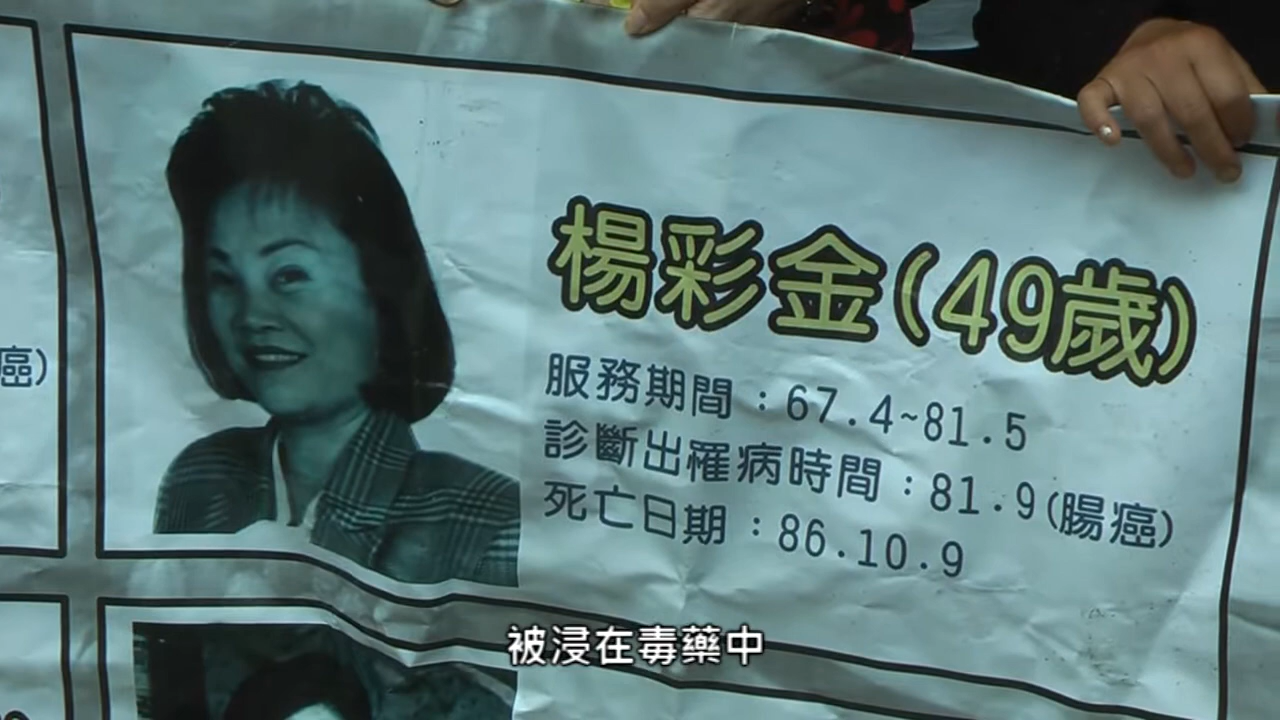 楊彩金(49歲)
服務期間：67.4~81.5
診斷出罹病時間：81.9(腸癌)
死亡日期：86.10.9
癌)
被浸在毒藥中